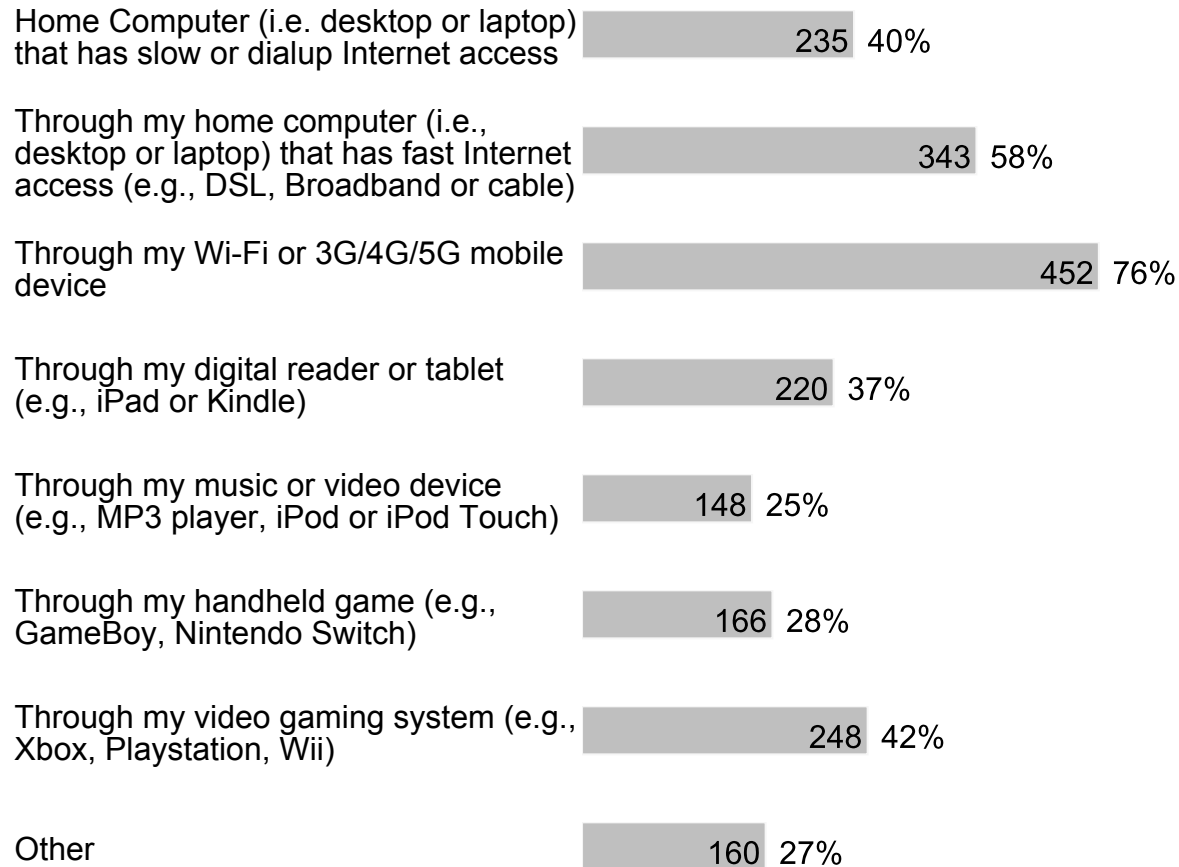 Home Computer (i.e. desktop or laptop)
that has slow or dialup Internet access
235 40%
Through my home computer (i.e.,
desktop or laptop) that has fast Internet
access (e.g., DSL, Broadband or cable)
343 58%
Through my Wi-Fi or 3G/4G/5G mobile
device
452 76%
Through my digital reader or tablet
(e.g., iPad or Kindle)
220 37%
Through my music or video device
(e.g., MP3 player, iPod or iPod Touch)
148 25%
Through my handheld game (e.g.,
GameBoy, Nintendo Switch)
166 28%
Through my video gaming system (e.g.,
Xbox, Playstation, Wii)
248 42%
Other
160 27%